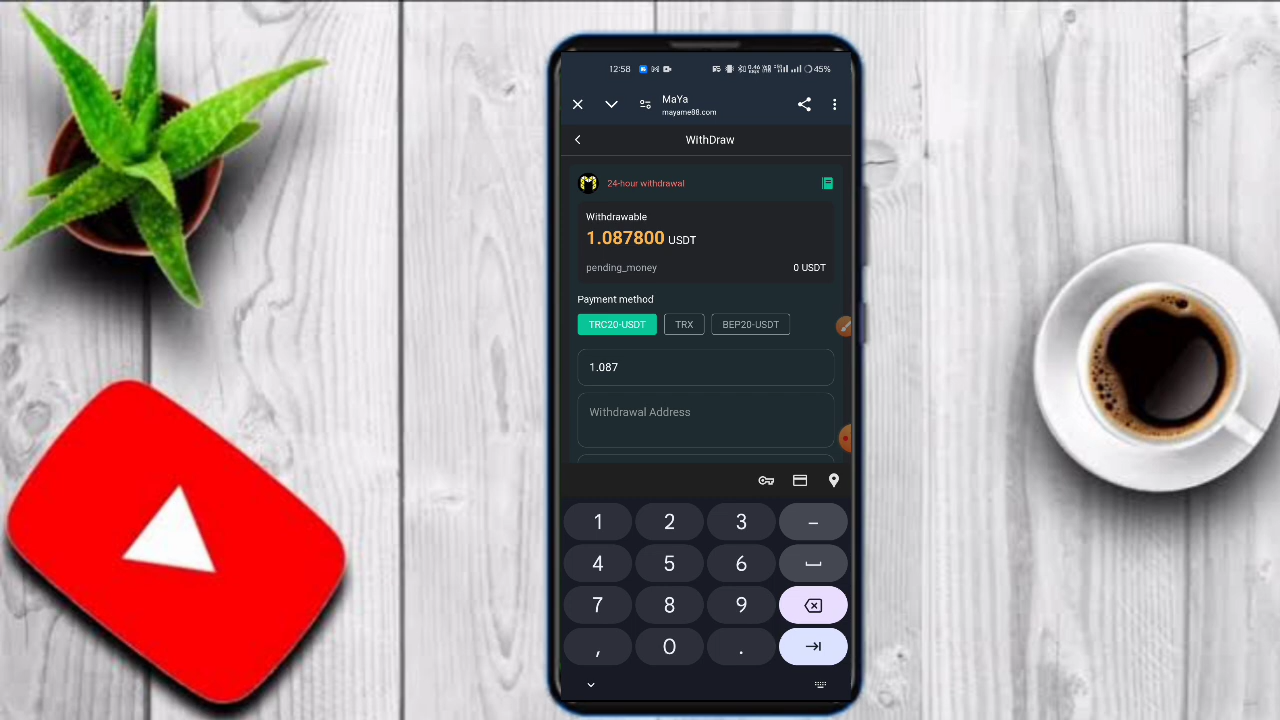 12:58
45%
MaYa
mayame88.com
WithDraw
24-hour withdrawal
Withdrawable
1.087800 USDT
pending_money 0 USDT
Payment method
TRC20-USDT TRX BEP20-USDT
1.087
Withdrawal Address
1 2 3 –
4 5 6
7 8 9
, 0 .